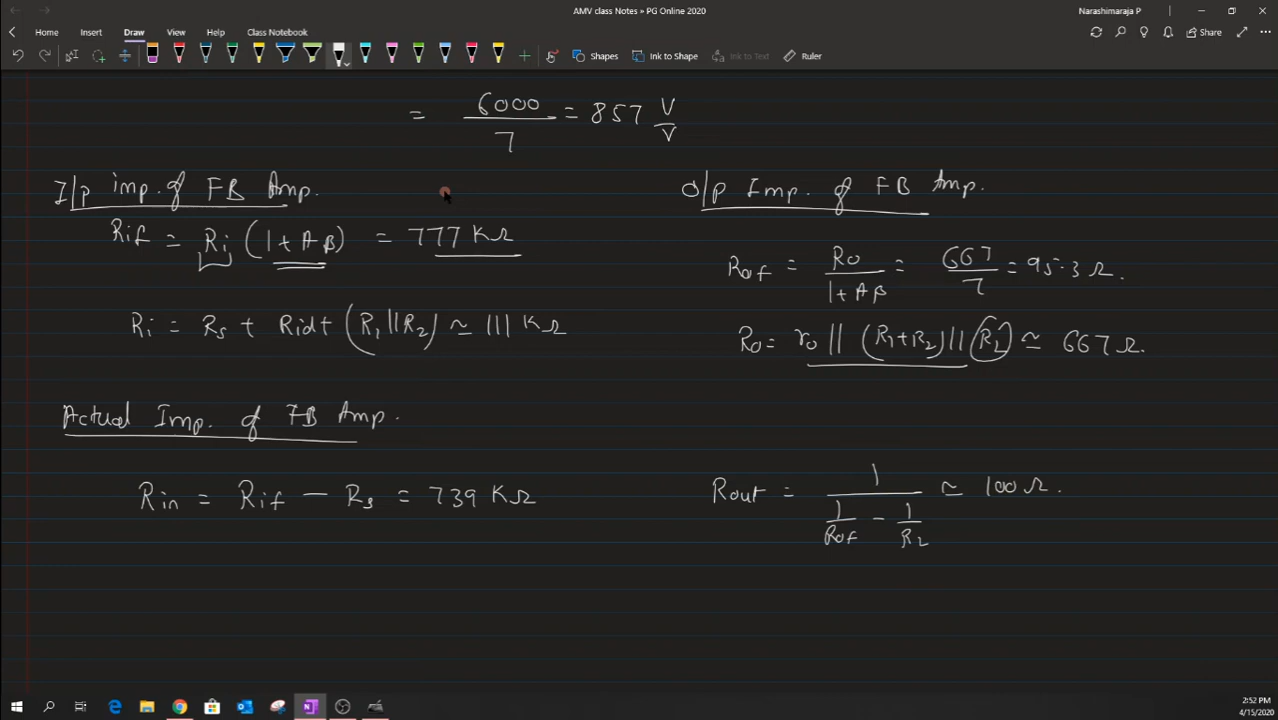 AMV class Notes » PG Online 2020
Narashimaraja P
Home Insert Draw View Help Class Notebook
Share
Shapes Ink to Shape Ink to Text Ruler
= 6000/7 = 857 V/V
I/p imp. of FB Amp.
O/p Imp. of FB Amp.
Rif = Ri (1+Aβ) = 777 KΩ
Rof = Ro/(1+Aβ) = 667/7 = 95.3 Ω.
Ri = Rs + Rid + (R1||R2) ≃ 111 KΩ
Ro = ro || (R1+R2) || RL ≃ 667 Ω.
Actual Imp. of FB Amp.
Rin = Rif – Rs = 739 KΩ
Rout = 1/(1/Rof – 1/RL) ≃ 100 Ω.
2:52 PM
4/15/2020